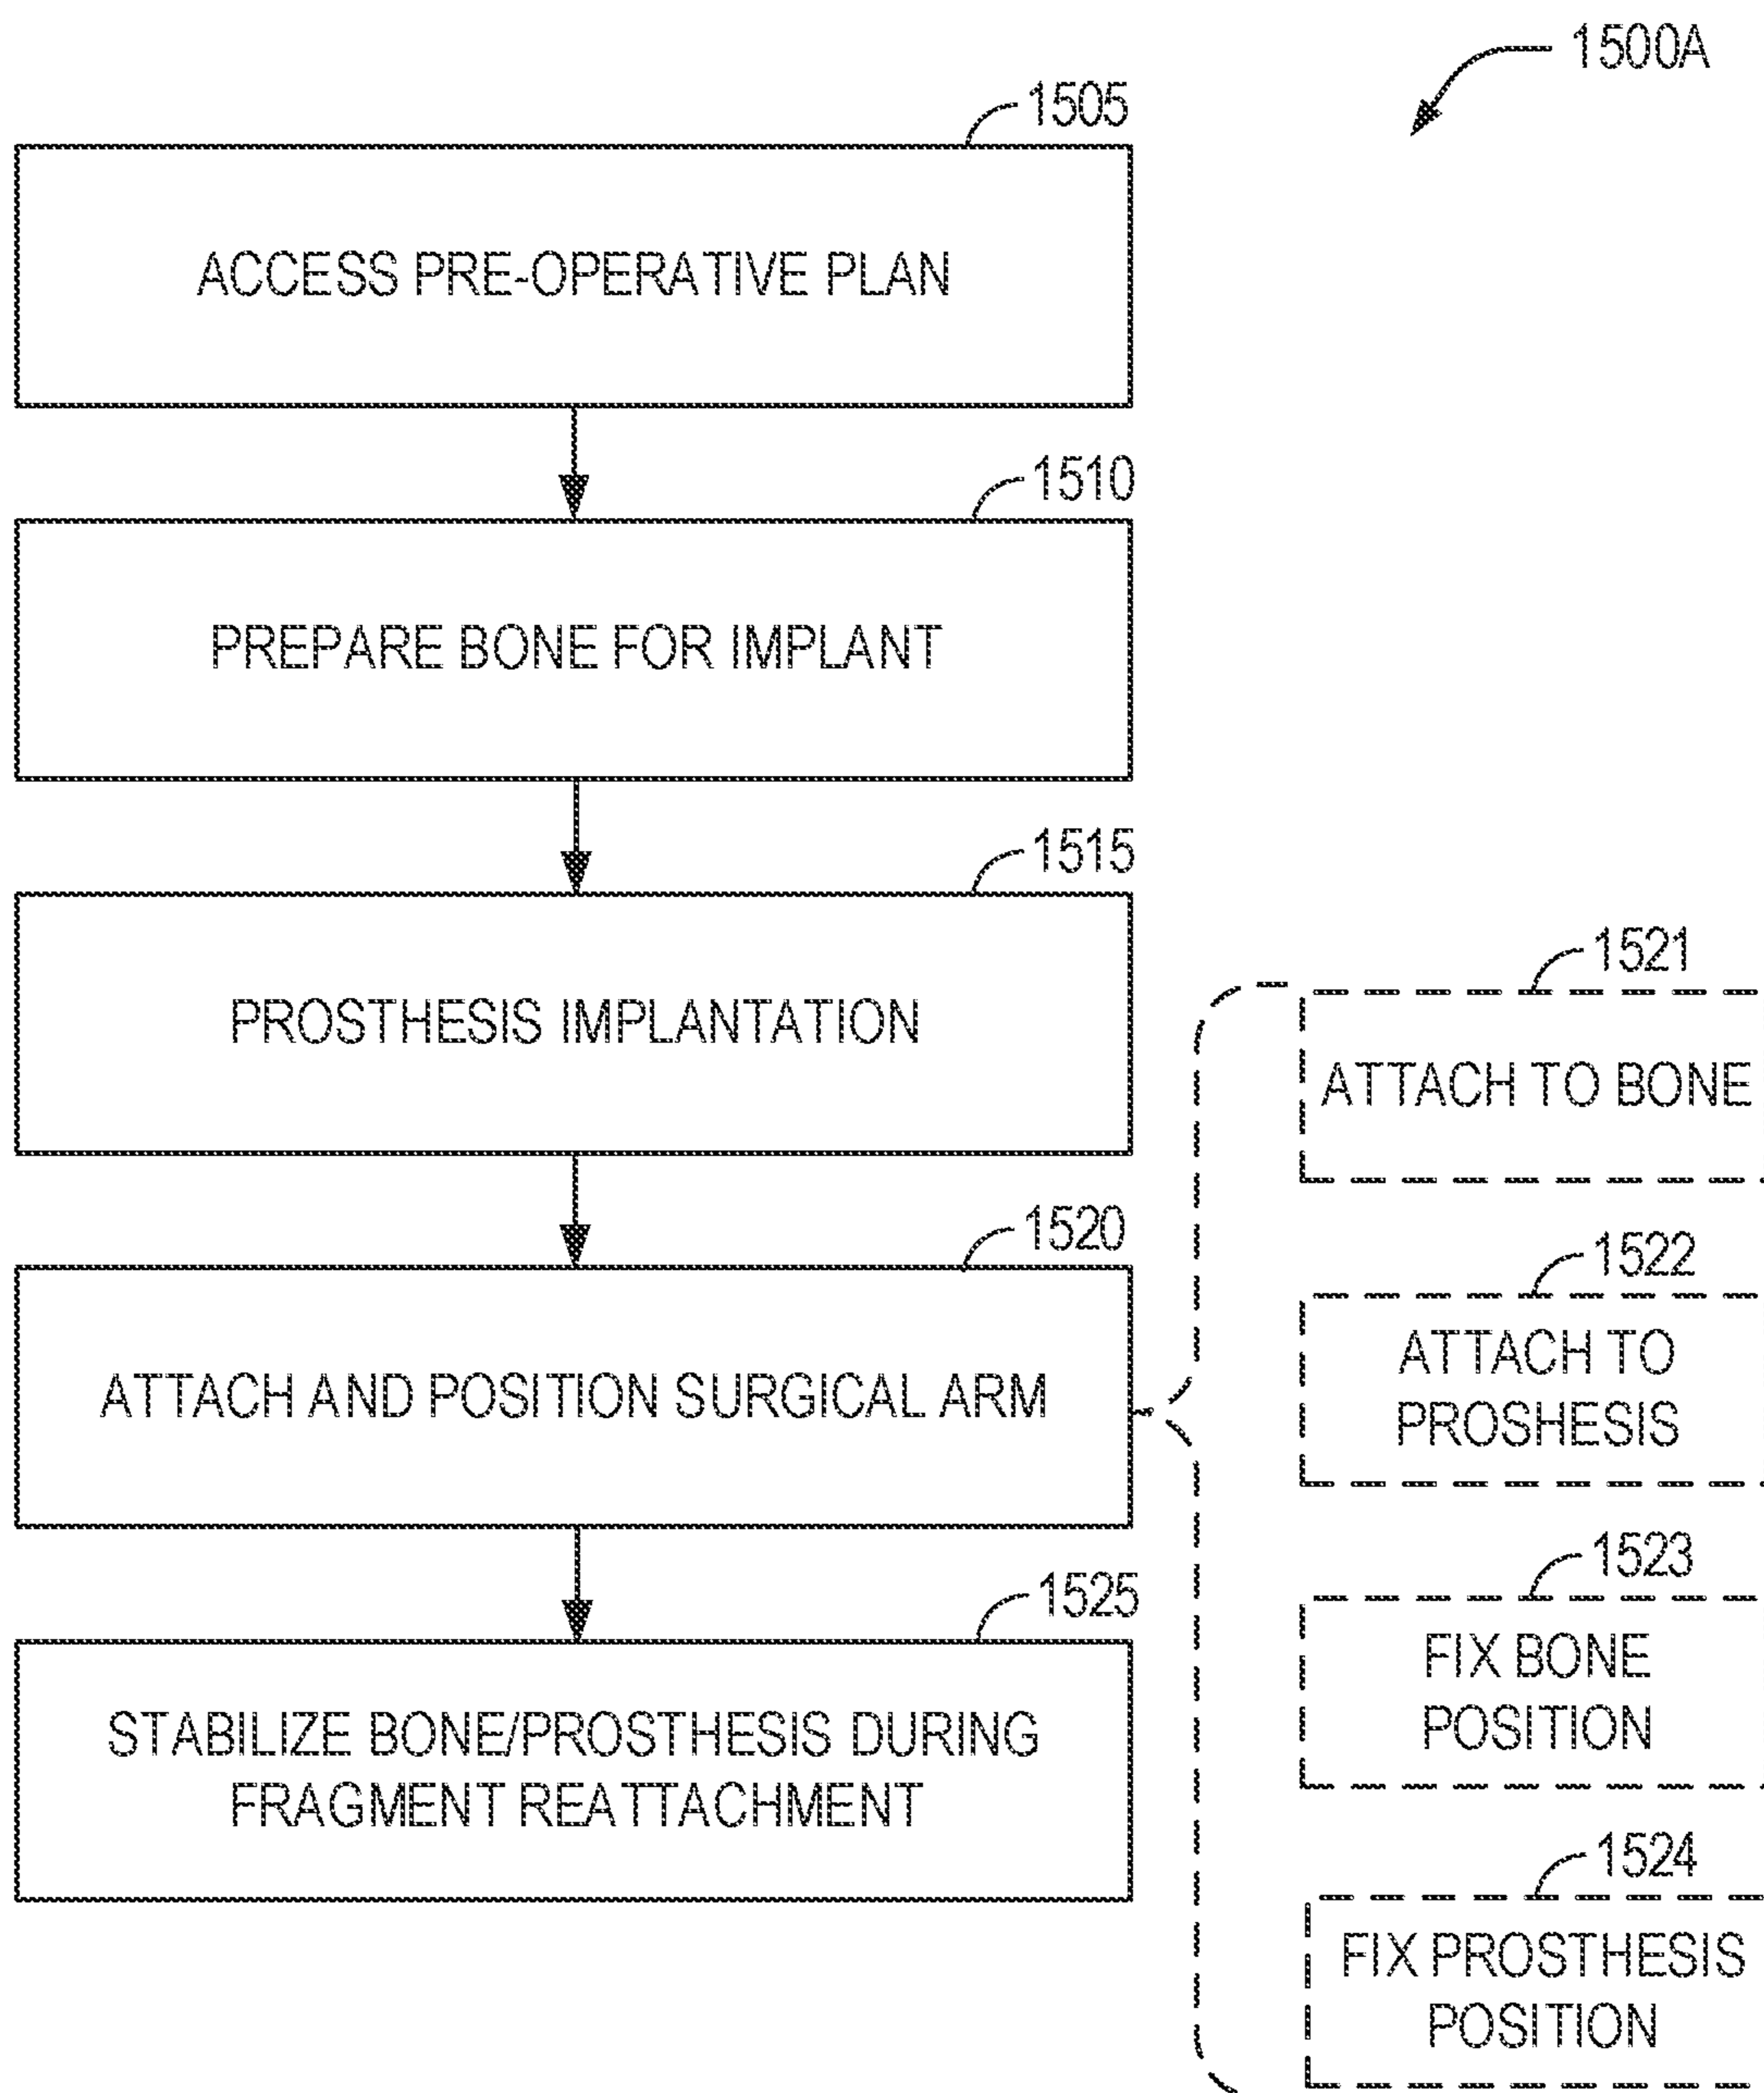 1500A
1505
ACCESS PRE-OPERATIVE PLAN
1510
PREPARE BONE FOR IMPLANT
1515
PROSTHESIS IMPLANTATION
1520
ATTACH AND POSITION SURGICAL ARM
1525
STABILIZE BONE/PROSTHESIS DURING
FRAGMENT REATTACHMENT
1521
ATTACH TO BONE
1522
ATTACH TO
PROSHESIS
1523
FIX BONE
POSITION
1524
FIX PROSTHESIS
POSITION